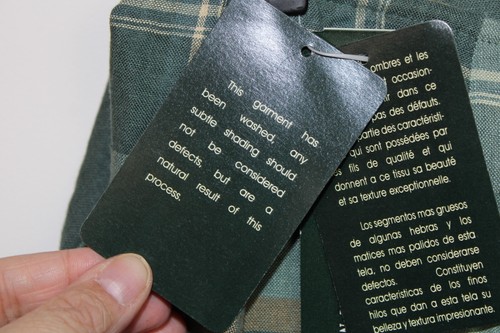 This garment has
been washed, any
subtle shading should
not be considered
defects, but are a
natural result of this
process.
ombres et les
occasion-
dans ce
pas des défauts.
partie des caractéristi-
qui sont possédées par
fils de qualité et qui
donnent a ce tissu sa beauté
et sa texture exceptionnelle.
Los segmentos mas gruesos
de algunas hebras y los
matices mas palidos de esta
tela, no deben considerarse
defectos. Constituyen
características de los finos
hilos que dan a esta tela su
belleza y textura impresionante.